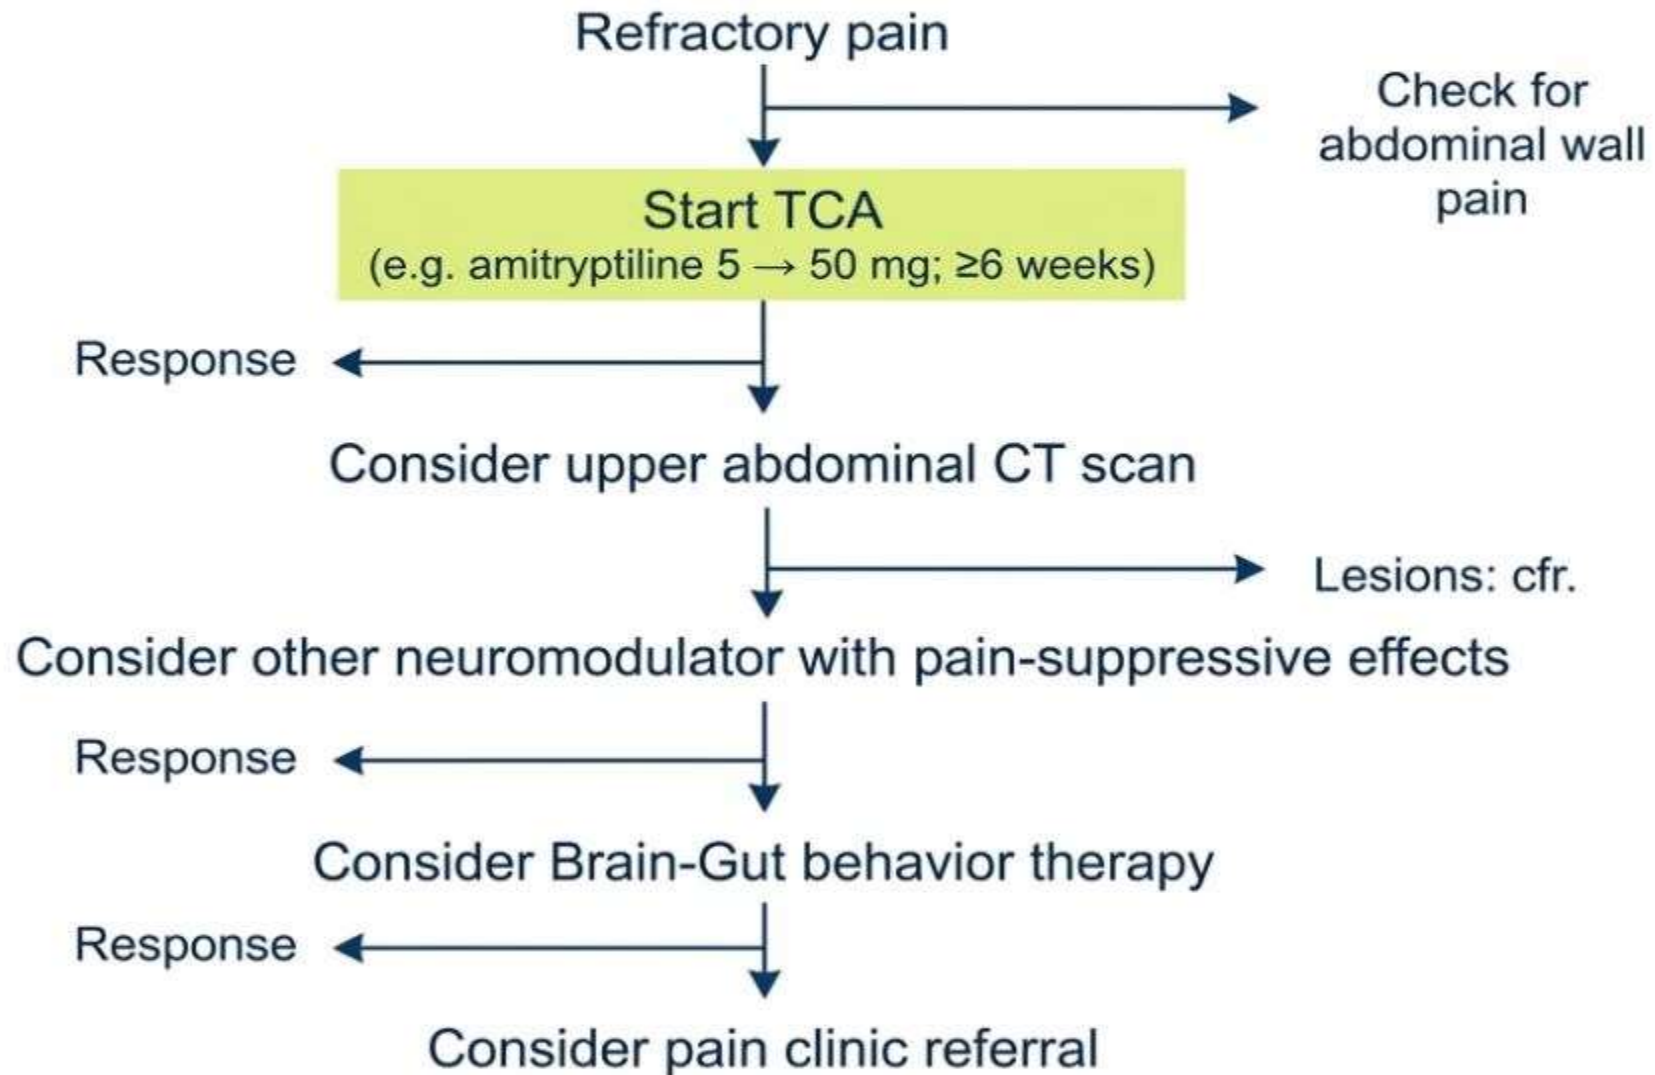 Refractory pain
Check for
abdominal wall
pain
Start TCA
(e.g. amitryptiline 5 → 50 mg; ≥6 weeks)
Response
Consider upper abdominal CT scan
Lesions: cfr.
Consider other neuromodulator with pain-suppressive effects
Response
Consider Brain-Gut behavior therapy
Response
Consider pain clinic referral